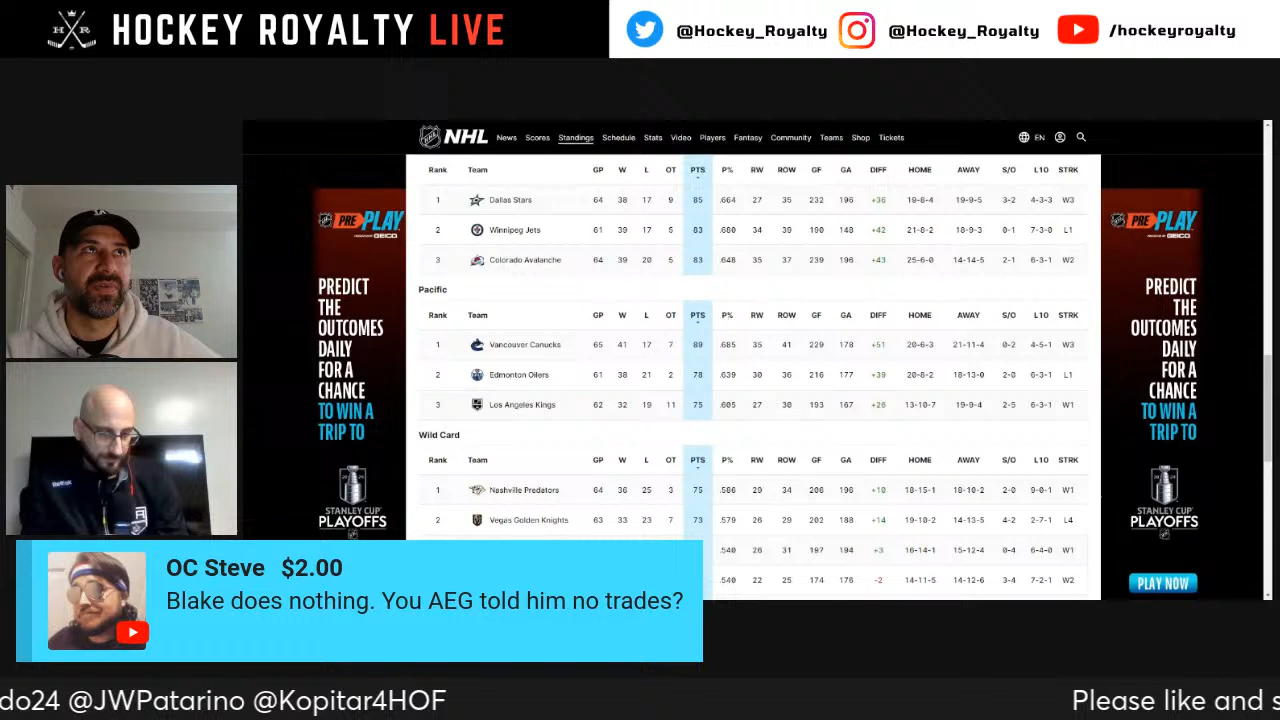 HOCKEY ROYALTY LIVE
@Hockey_Royalty @Hockey_Royalty /hockeyroyalty
NHL News Scores Standings Schedule Stats Video Players Fantasy Community Teams Shop Tickets EN
Rank Team GP W L OT PTS P% RW ROW GF GA DIFF HOME AWAY S/O L10 STRK
1 Dallas Stars 64 38 17 9 85 .664 27 35 232 196 +36 19-8-4 19-9-5 3-2 4-3-3 W3
2 Winnipeg Jets 61 39 17 5 83 .680 34 39 190 148 +42 21-8-2 18-9-3 0-1 7-3-0 L1
3 Colorado Avalanche 64 39 20 5 83 .648 35 37 239 196 +43 25-6-0 14-14-5 2-1 6-3-1 W2
Pacific
Rank Team GP W L OT PTS P% RW ROW GF GA DIFF HOME AWAY S/O L10 STRK
1 Vancouver Canucks 65 41 17 7 89 .685 35 41 229 178 +51 20-6-3 21-11-4 0-2 4-5-1 W3
2 Edmonton Oilers 61 38 21 2 78 .639 30 36 216 177 +39 20-8-2 18-13-0 2-0 6-3-1 L1
3 Los Angeles Kings 62 32 19 11 75 .605 27 30 193 167 +26 13-10-7 19-9-4 2-5 6-3-1 W1
Wild Card
Rank Team GP W L OT PTS P% RW ROW GF GA DIFF HOME AWAY S/O L10 STRK
1 Nashville Predators 64 36 25 3 75 .586 29 34 206 196 +10 18-15-1 18-10-2 2-0 9-0-1 W1
2 Vegas Golden Knights 63 33 23 7 73 .579 26 29 202 188 +14 19-10-2 14-13-5 4-2 2-7-1 L4
.540 26 31 197 194 +3 16-14-1 15-12-4 0-4 6-4-0 W1
.540 22 25 174 176 -2 14-11-5 14-12-6 3-4 7-2-1 W2
PRE PLAY
GEICO
PREDICT
THE
OUTCOMES
DAILY
FOR A
CHANCE
TO WIN A
TRIP TO
STANLEY CUP
PLAYOFFS
PRE PLAY
GEICO
PREDICT
THE
OUTCOMES
DAILY
FOR A
CHANCE
TO WIN A
TRIP TO
STANLEY CUP
PLAYOFFS
PLAY NOW
OC Steve $2.00
Blake does nothing. You AEG told him no trades?
do24 @JWPatarino @Kopitar4HOF Please like and s